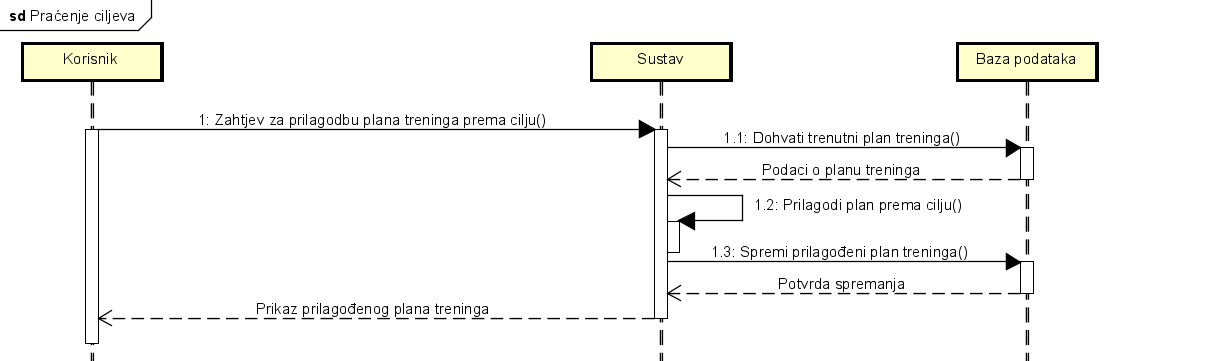 sd Praćenje ciljeva
Korisnik
Sustav
Baza podataka
1: Zahtjev za prilagodbu plana treninga prema cilju()
1.1: Dohvati trenutni plan treninga()
Podaci o planu treninga
1.2: Prilagodi plan prema cilju()
1.3: Spremi prilagođeni plan treninga()
Potvrda spremanja
Prikaz prilagođenog plana treninga